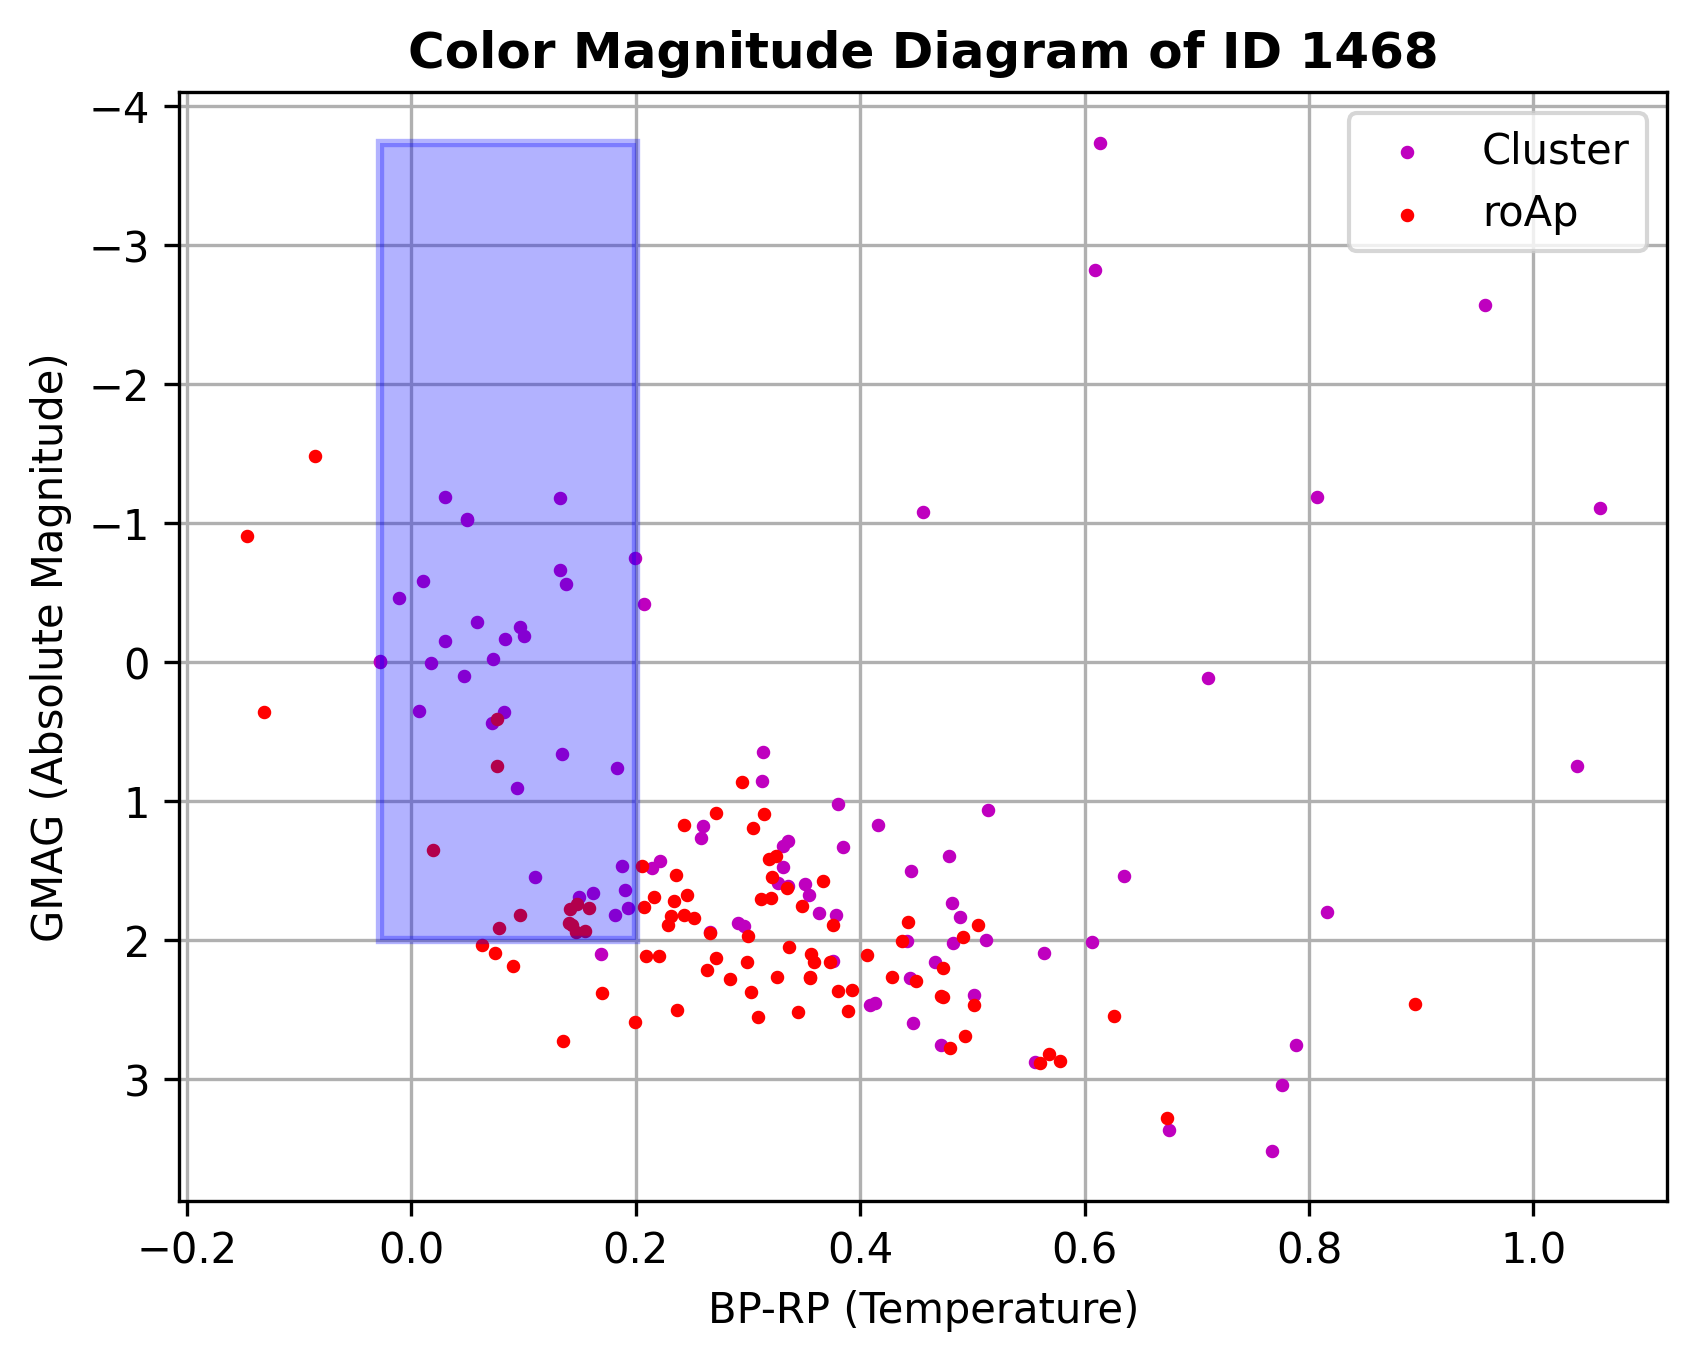 Color Magnitude Diagram of ID 1468
−4
−3
−2
−1
0
1
2
3
GMAG (Absolute Magnitude)
Cluster
roAp
−0.2 0.0 0.2 0.4 0.6 0.8 1.0
BP-RP (Temperature)